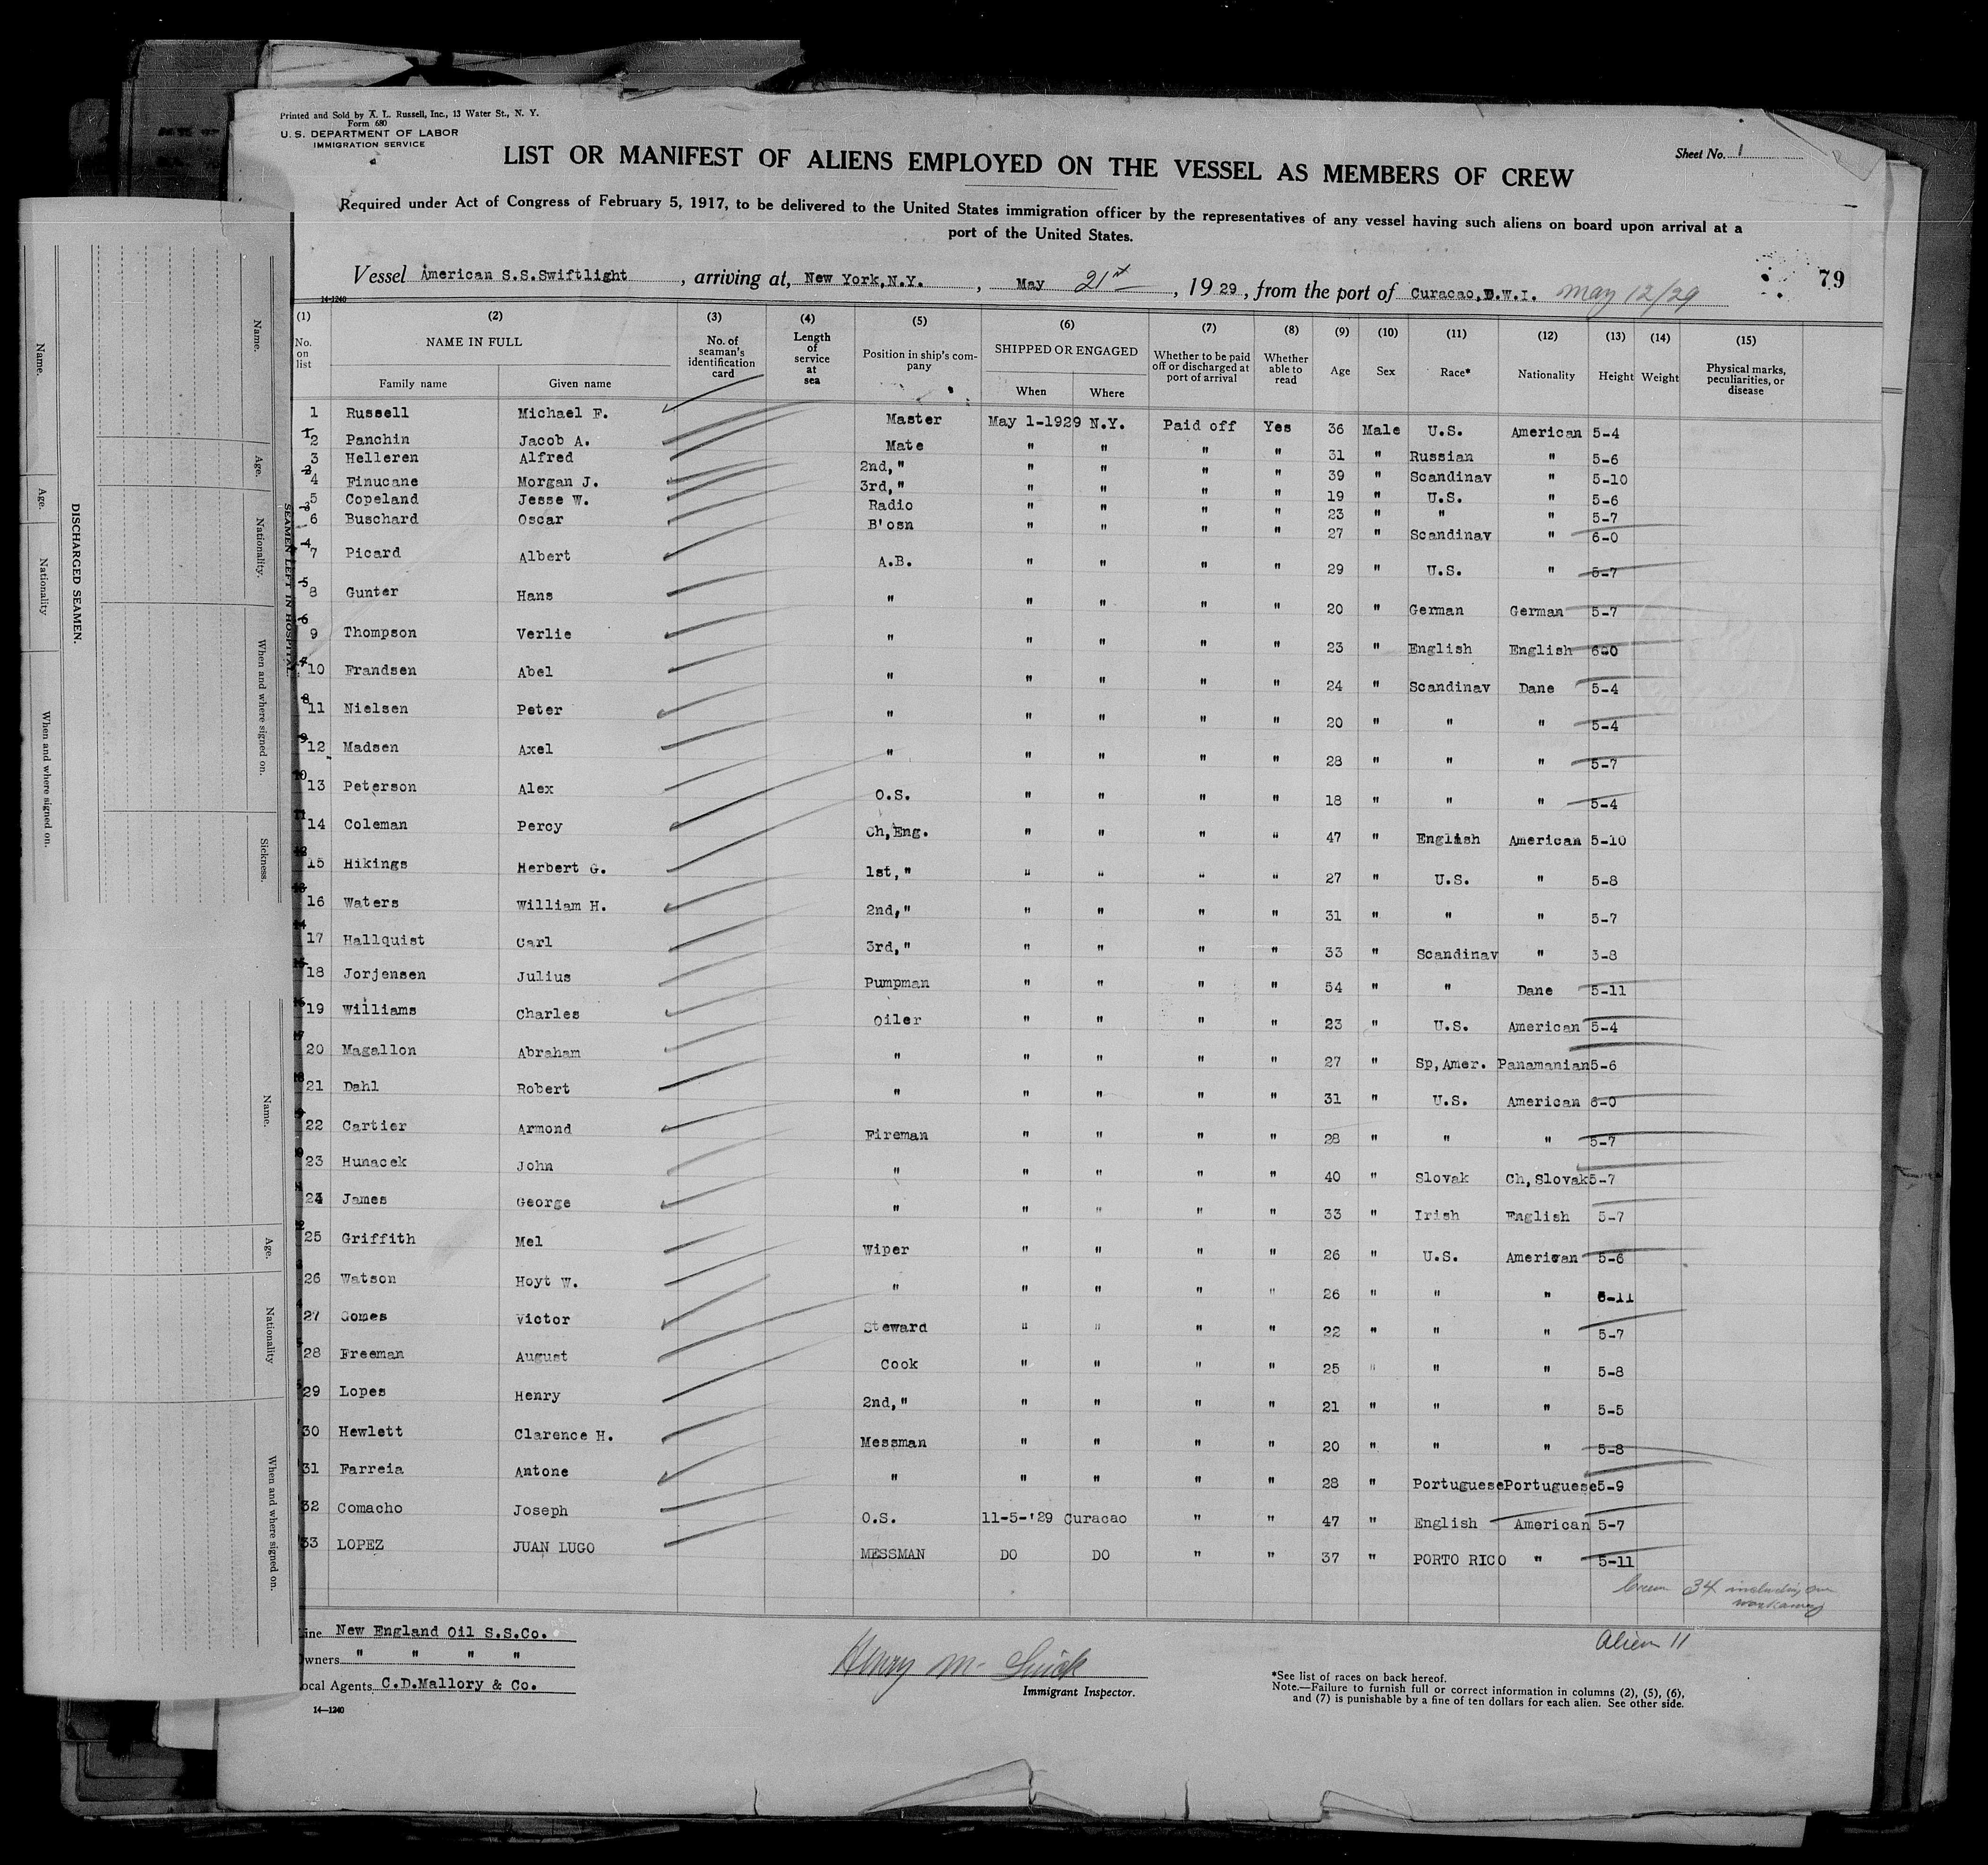 Printed and Sold by A. L. Russell, Inc., 13 Water St., N. Y.
Form 680
U. S. DEPARTMENT OF LABOR
IMMIGRATION SERVICE
Sheet No. 1
LIST OR MANIFEST OF ALIENS EMPLOYED ON THE VESSEL AS MEMBERS OF CREW
Required under Act of Congress of February 5, 1917, to be delivered to the United States immigration officer by the representatives of any vessel having such aliens on board upon arrival at a
port of the United States.
Vessel American S.S.Swiftlight, arriving at, New York,N.Y., May 21st, 1929, from the port of Curacao,D.W.I. May 12/29
79
14-1240
(1) (2) (3) (4) (5) (6) (7) (8) (9) (10) (11) (12) (13) (14) (15)
No. on list NAME IN FULL Family name Given name No. of seaman's identification card Length of service at sea Position in ship's company SHIPPED OR ENGAGED When Where Whether to be paid off or discharged at port of arrival Whether able to read Age Sex Race* Nationality Height Weight Physical marks, peculiarities, or disease
1 Russell Michael F. Master May 1-1929 N.Y. Paid off Yes 36 Male U.S. American 5-4
2 Panchin Jacob A. Mate " " " " 31 " Russian " 5-6
3 Helleren Alfred 2nd," " " " " 39 " Scandinav " 5-10
4 Finucane Morgan J. 3rd," " " " " 19 " U.S. " 5-6
5 Copeland Jesse W. Radio " " " " 23 " " " 5-7
6 Buschard Oscar B'osn " " " " 27 " Scandinav " 6-0
7 Picard Albert A.B. " " " " 29 " U.S. " 5-7
8 Gunter Hans " " " " " 20 " German German 5-7
9 Thompson Verlie " " " " " 23 " English English 6-0
10 Frandsen Abel " " " " " 24 " Scandinav Dane 5-4
11 Nielsen Peter " " " " " 20 " " " 5-4
12 Madsen Axel " " " " " 28 " " " 5-7
13 Peterson Alex O.S. " " " " 18 " " " 5-4
14 Coleman Percy Ch,Eng. " " " " 47 " English American 5-10
15 Hikings Herbert G. 1st," " " " " 27 " U.S. " 5-8
16 Waters William H. 2nd," " " " " 31 " " " 5-7
17 Hallquist Carl 3rd," " " " " 33 " Scandinav " 3-8
18 Jorjensen Julius Pumpman " " " " 54 " " Dane 5-11
19 Williams Charles Oiler " " " " 23 " U.S. American 5-4
20 Magallon Abraham " " " " " 27 " Sp,Amer. Panamanian 5-6
21 Dahl Robert " " " " " 31 " U.S. American 6-0
22 Cartier Armond Fireman " " " " 28 " " " 5-7
23 Hunacek John " " " " " 40 " Slovak Ch,Slovak 5-7
24 James George " " " " " 33 " Irish English 5-7
25 Griffith Mel Wiper " " " " 26 " U.S. American 5-6
26 Watson Hoyt W. " " " " " 26 " " " 5-11
27 Gomes Victor Steward " " " " 22 " " " 5-7
28 Freeman August Cook " " " " 25 " " " 5-8
29 Lopes Henry 2nd," " " " " 21 " " " 5-5
30 Hewlett Clarence H. Messman " " " " 20 " " " 5-8
31 Farreia Antone " " " " " 28 " Portuguese Portuguese 5-9
32 Comacho Joseph O.S. 11-5-'29 Curacao " " 47 " English American 5-7
33 LOPEZ JUAN LUGO MESSMAN DO DO " " 37 " PORTO RICO " 5-11
Crew 34 including one
workaway
Alien 11
Line New England Oil S.S.Co.
Owners " " " "
Local Agents C.D.Mallory & Co.
14-1240
Immigrant Inspector.
*See list of races on back hereof.
Note.—Failure to furnish full or correct information in columns (2), (5), (6),
and (7) is punishable by a fine of ten dollars for each alien. See other side.
DISCHARGED SEAMEN.
Name.
Age.
Nationality
When and where signed on.
SEAMEN LEFT IN HOSPITAL
Name.
Age.
Nationality.
When and where signed on.
Sickness.
Name.
Age.
Nationality
When and where signed on.